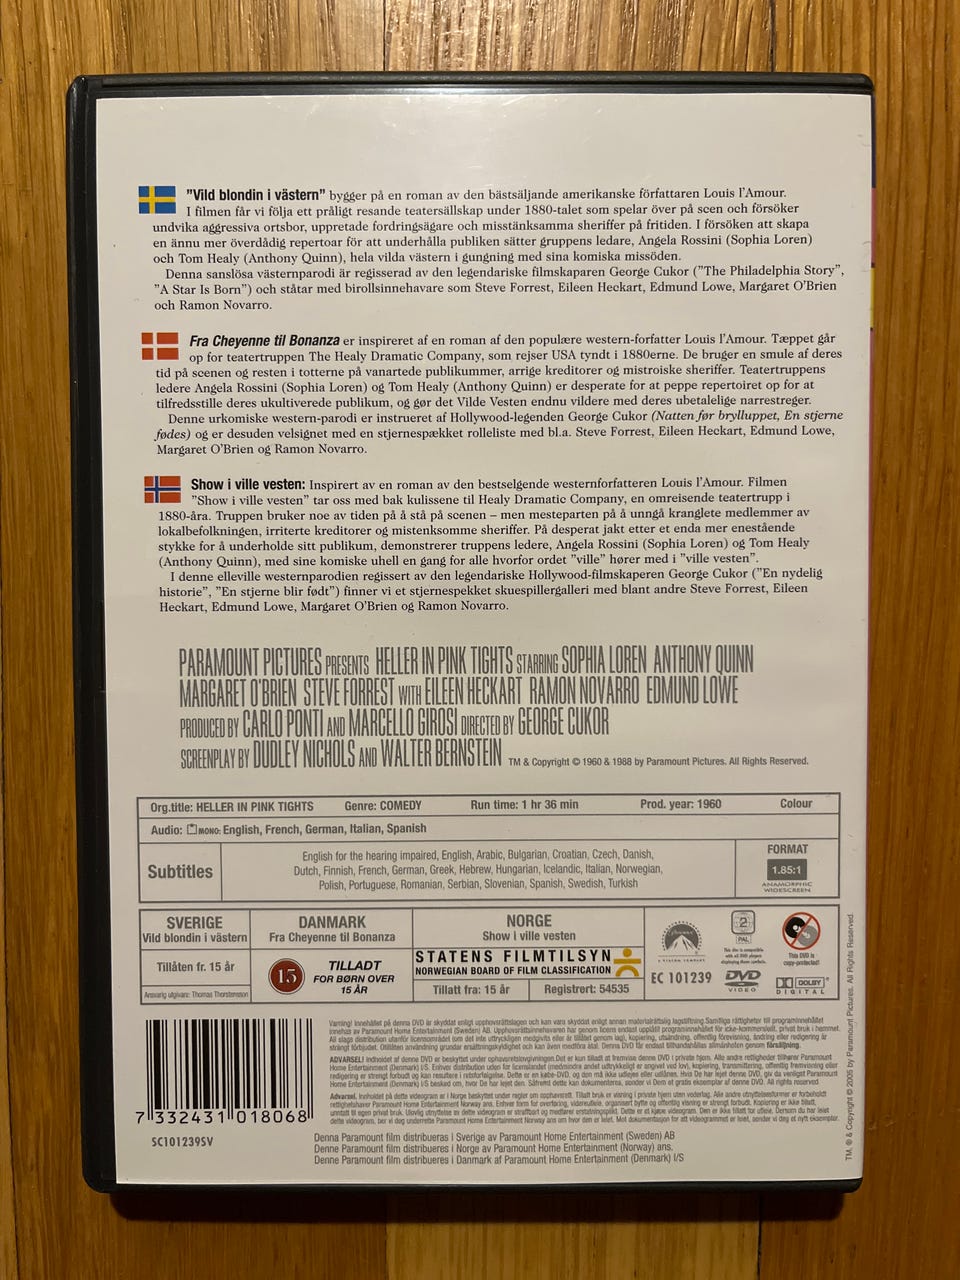 "Vild blondin i västern" bygger på en roman av den bästsäljande amerikanske författaren Louis l'Amour.
I filmen får vi följa ett pråligt resande teatersällskap under 1880-talet som spelar över på scen och försöker
undvika aggressiva ortsbor, uppretade fordringsägare och misstänksamma sheriffer på fritiden. I försöken att skapa
en ännu mer överdådig repertoar för att underhålla publiken sätter gruppens ledare, Angela Rossini (Sophia Loren)
och Tom Healy (Anthony Quinn), hela vilda västern i gungning med sina komiska missöden.
Denna sanslösa västernparodi är regisserad av den legendariske filmskaparen George Cukor ("The Philadelphia Story",
"A Star Is Born") och ståtar med birollsinnehavare som Steve Forrest, Eileen Heckart, Edmund Lowe, Margaret O'Brien
och Ramon Novarro.
Fra Cheyenne til Bonanza er inspireret af en roman af den populære western-forfatter Louis l'Amour. Tæppet går
op for teatertruppen The Healy Dramatic Company, som rejser USA tyndt i 1880erne. De bruger en smule af deres
tid på scenen og resten i totterne på vanartede publikummer, arrige kreditorer og mistroiske sheriffer. Teatertruppens
ledere Angela Rossini (Sophia Loren) og Tom Healy (Anthony Quinn) er desperate for at peppe repertoiret op for at
tilfredsstille deres ukultiverede publikum, og gør det Vilde Vesten endnu vildere med deres ubetalelige narrestreger.
Denne urkomiske western-parodi er instrueret af Hollywood-legenden George Cukor (Natten før brylluppet, En stjerne
fødes) og er desuden velsignet med en stjernespækket rolleliste med bl.a. Steve Forrest, Eileen Heckart, Edmund Lowe,
Margaret O'Brien og Ramon Novarro.
Show i ville vesten: Inspirert av en roman av den bestselgende westernforfatteren Louis l'Amour. Filmen
"Show i ville vesten" tar oss med bak kulissene til Healy Dramatic Company, en omreisende teatertrupp i
1880-åra. Truppen bruker noe av tiden på å stå på scenen – men mesteparten på å unngå kranglete medlemmer av
lokalbefolkningen, irriterte kreditorer og mistenksomme sheriffer. På desperat jakt etter et enda mer enestående
stykke for å underholde sitt publikum, demonstrerer truppens ledere, Angela Rossini (Sophia Loren) og Tom Healy
(Anthony Quinn), med sine komiske uhell en gang for alle hvorfor ordet "ville" hører med i "ville vesten".
I denne elleville westernparodien regissert av den legendariske Hollywood-filmskaperen George Cukor ("En nydelig
historie", "En stjerne blir født") finner vi et stjernespekket skuespillergalleri med blant andre Steve Forrest, Eileen
Heckart, Edmund Lowe, Margaret O'Brien og Ramon Novarro.
PARAMOUNT PICTURES PRESENTS HELLER IN PINK TIGHTS STARRING SOPHIA LOREN ANTHONY QUINN
MARGARET O'BRIEN STEVE FORREST WITH EILEEN HECKART RAMON NOVARRO EDMUND LOWE
PRODUCED BY CARLO PONTI AND MARCELLO GIROSI DIRECTED BY GEORGE CUKOR
SCREENPLAY BY DUDLEY NICHOLS AND WALTER BERNSTEIN TM & Copyright © 1960 & 1988 by Paramount Pictures. All Rights Reserved.
Org.title: HELLER IN PINK TIGHTS Genre: COMEDY Run time: 1 hr 36 min Prod. year: 1960 Colour
Audio: MONO: English, French, German, Italian, Spanish
Subtitles
English for the hearing impaired, English, Arabic, Bulgarian, Croatian, Czech, Danish,
Dutch, Finnish, French, German, Greek, Hebrew, Hungarian, Icelandic, Italian, Norwegian,
Polish, Portuguese, Romanian, Serbian, Slovenian, Spanish, Swedish, Turkish
FORMAT
1.85:1
ANAMORPHIC
WIDESCREEN
SVERIGE
Vild blondin i västern
Tillåten fr. 15 år
Ansvarig utgivare: Thomas Thorstensson
DANMARK
Fra Cheyenne til Bonanza
15
TILLADT
FOR BØRN OVER
15 ÅR
NORGE
Show i ville vesten
STATENS FILMTILSYN
NORWEGIAN BOARD OF FILM CLASSIFICATION
Tillatt fra: 15 år Registrert: 54535
Paramount
EC 101239
2
PAL
DVD
VIDEO
This DVD is
copy-protected!
DOLBY
DIGITAL
7 332431 018068
SC101239SV
Denna Paramount film distribueras i Sverige av Paramount Home Entertainment (Sweden) AB
Denne Paramount film distribueres i Norge av Paramount Home Entertainment (Norway) ans.
Denne Paramount film distribueres i Danmark af Paramount Home Entertainment (Denmark) I/S
TM, ® & Copyright © 2006 by Paramount Pictures. All Rights Reserved.